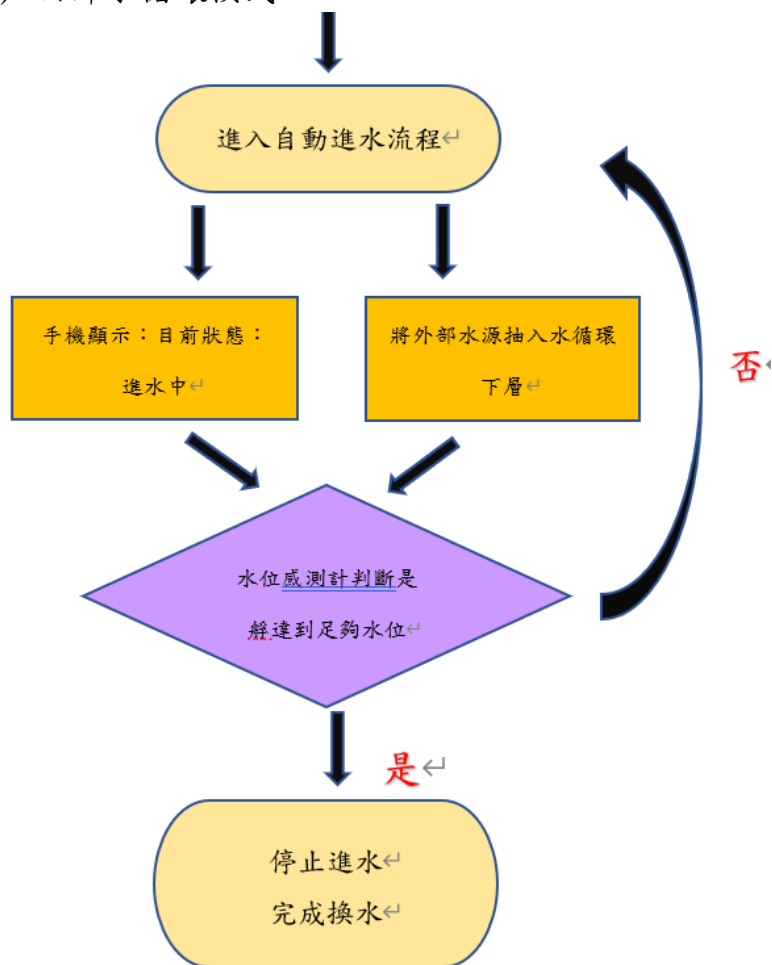 進入自動進水流程
手機顯示：目前狀態：
進水中
將外部水源抽入水循環
下層
否
水位感測計判斷是
解達到足夠水位
是
停止進水
完成換水